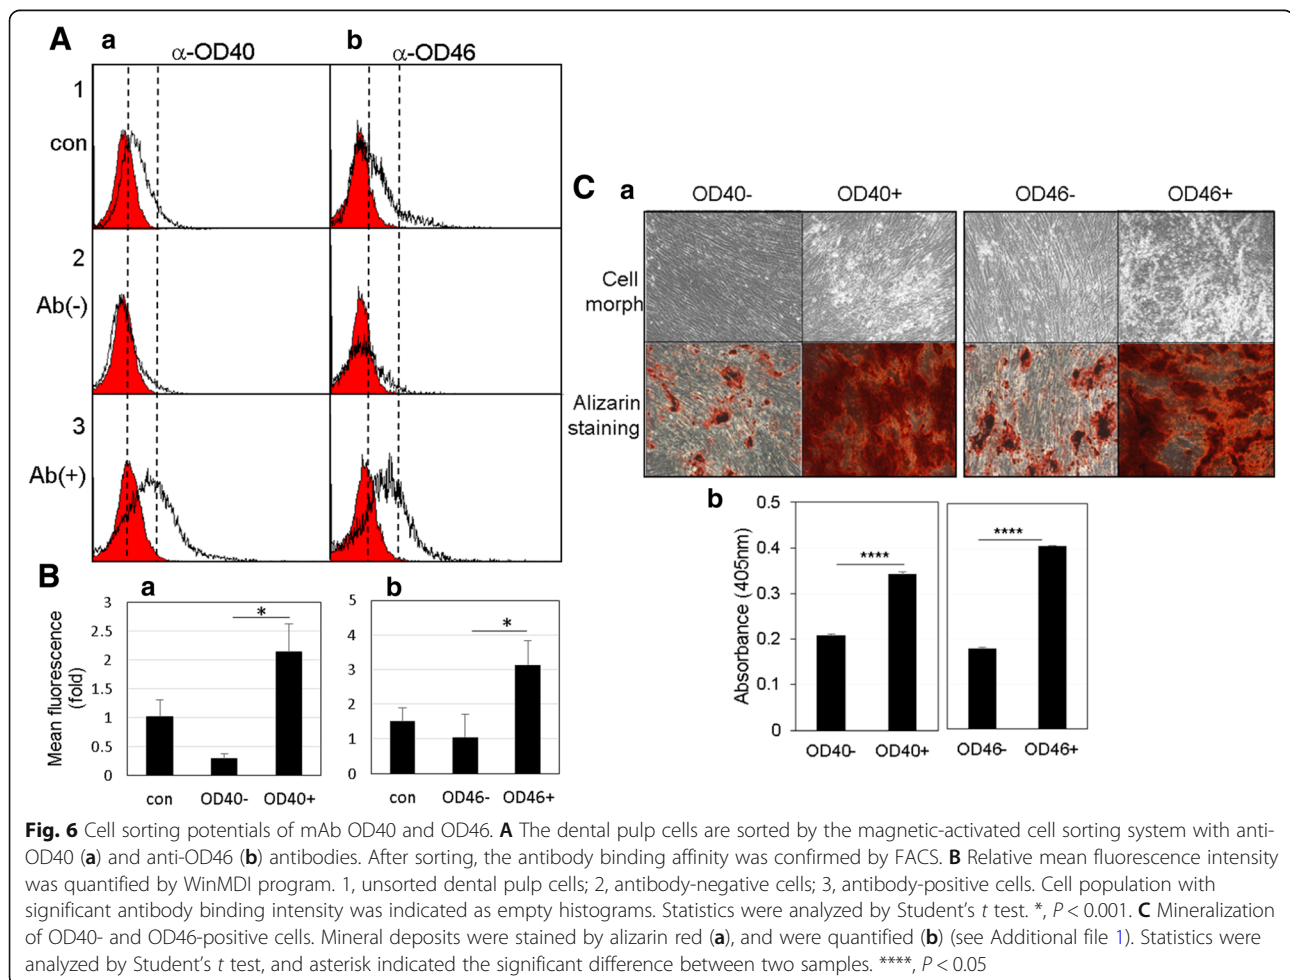 A a b
α-OD40 α-OD46
1
con
2
Ab(-)
3
Ab(+)
B a b
Mean fluorescence
(fold)
3
2.5
2
1.5
1
0.5
0
*
con OD40- OD40+
5
4
3
2
1
0
*
con OD46- OD46+
C a
OD40- OD40+ OD46- OD46+
Cell
morph
Alizarin
staining
b
Absorbance (405nm)
0.5
0.4
0.3
0.2
0.1
0
**** ****
OD40- OD40+ OD46- OD46+
Fig. 6 Cell sorting potentials of mAb OD40 and OD46. A The dental pulp cells are sorted by the magnetic-activated cell sorting system with anti-
OD40 (a) and anti-OD46 (b) antibodies. After sorting, the antibody binding affinity was confirmed by FACS. B Relative mean fluorescence intensity
was quantified by WinMDI program. 1, unsorted dental pulp cells; 2, antibody-negative cells; 3, antibody-positive cells. Cell population with
significant antibody binding intensity was indicated as empty histograms. Statistics were analyzed by Student's t test. *, P < 0.001. C Mineralization
of OD40- and OD46-positive cells. Mineral deposits were stained by alizarin red (a), and were quantified (b) (see Additional file 1). Statistics were
analyzed by Student's t test, and asterisk indicated the significant difference between two samples. ****, P < 0.05